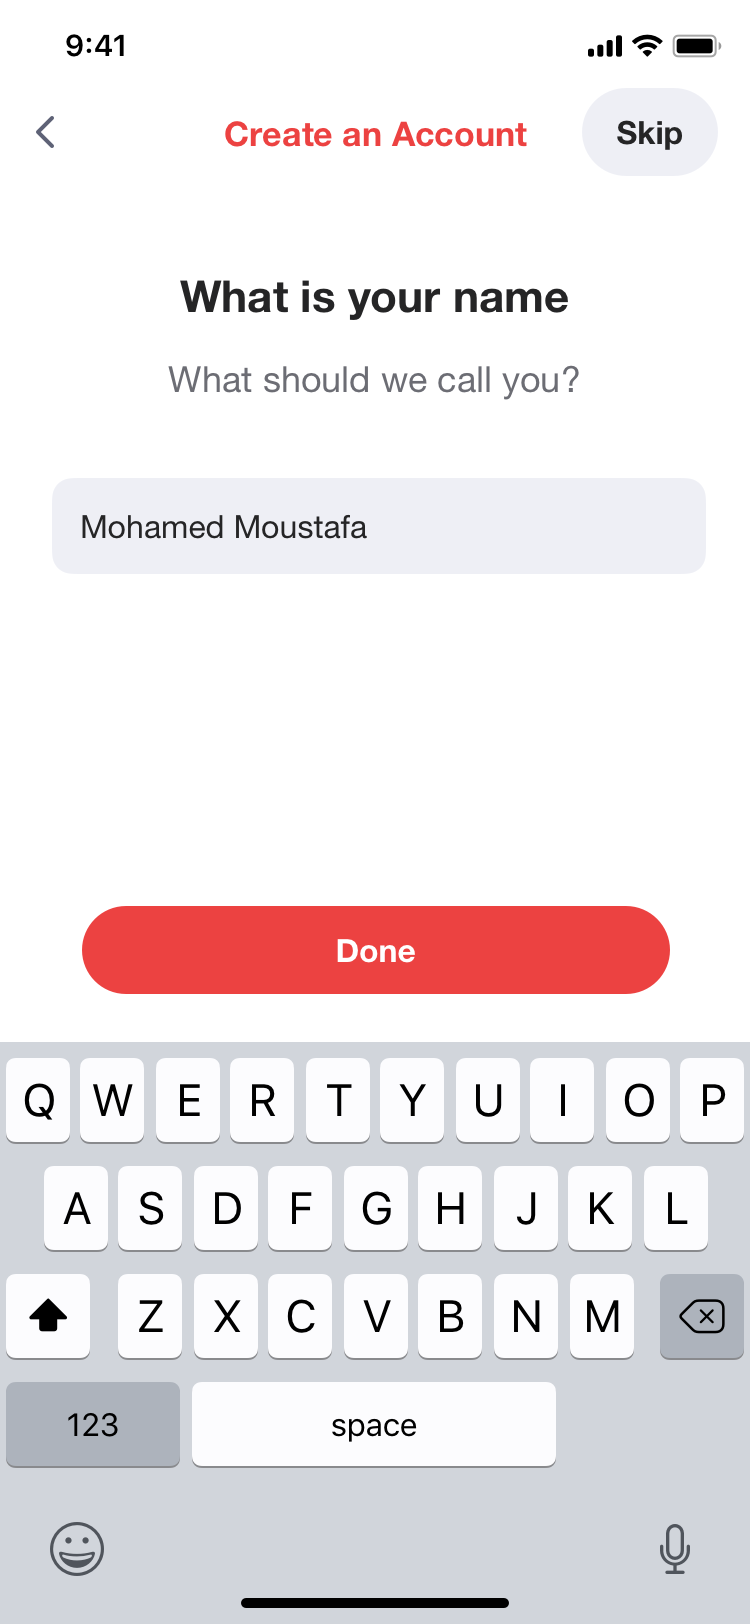 9:41
Create an Account
Skip
What is your name
What should we call you?
Mohamed Moustafa
Done
Q W E R T Y U I O P
A S D F G H J K L
Z X C V B N M
123 space